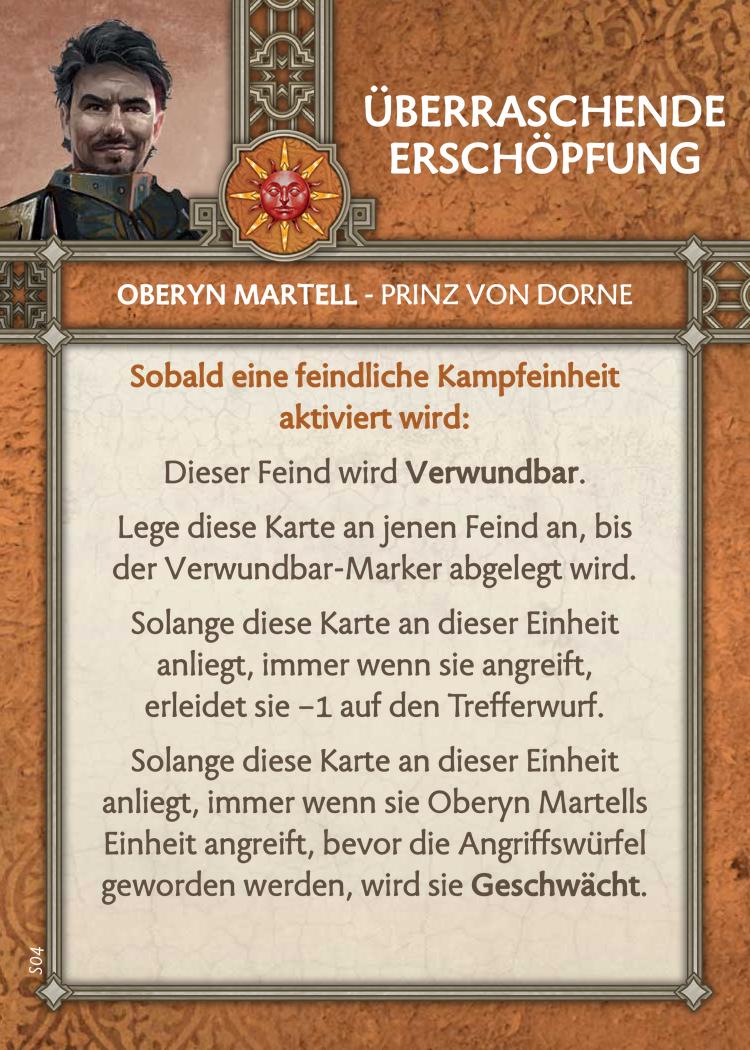 ÜBERRASCHENDE
ERSCHÖPFUNG
OBERYN MARTELL - PRINZ VON DORNE
Sobald eine feindliche Kampfeinheit
aktiviert wird:
Dieser Feind wird Verwundbar.
Lege diese Karte an jenen Feind an, bis
der Verwundbar-Marker abgelegt wird.
Solange diese Karte an dieser Einheit
anliegt, immer wenn sie angreift,
erleidet sie –1 auf den Trefferwurf.
Solange diese Karte an dieser Einheit
anliegt, immer wenn sie Oberyn Martells
Einheit angreift, bevor die Angriffswürfel
geworden werden, wird sie Geschwächt.
S04